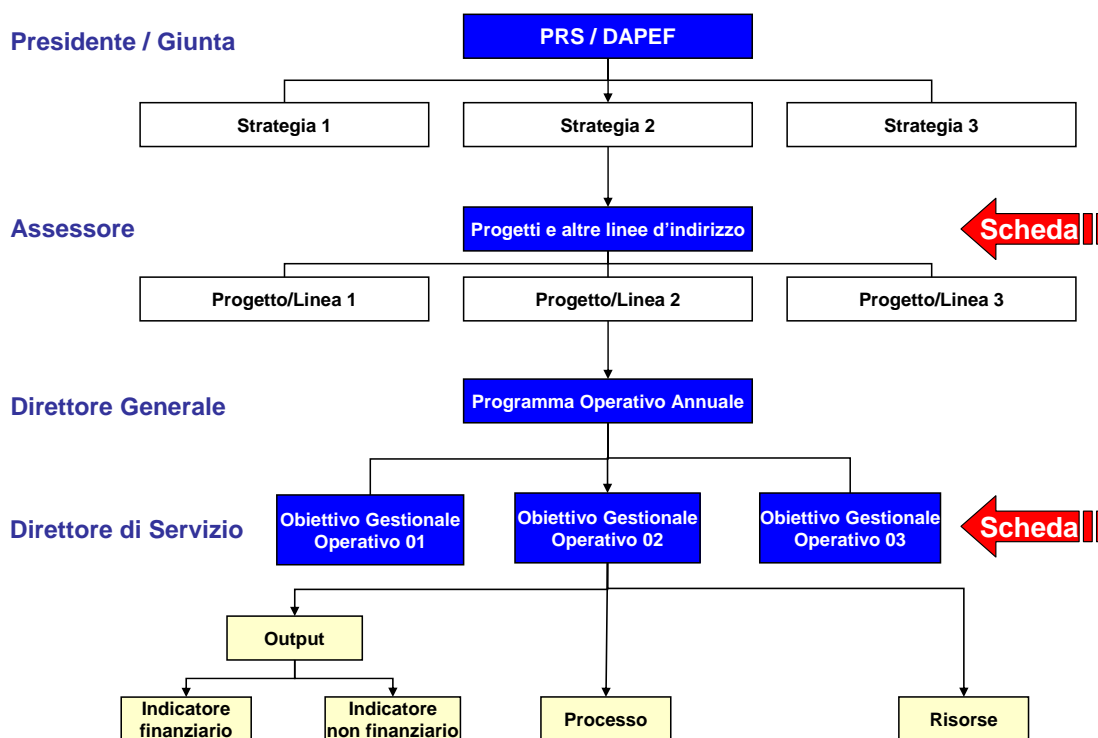 Presidente / Giunta
PRS / DAPEF
Strategia 1
Strategia 2
Strategia 3
Assessore
Progetti e altre linee d'indirizzo
Scheda
Progetto/Linea 1
Progetto/Linea 2
Progetto/Linea 3
Direttore Generale
Programma Operativo Annuale
Direttore di Servizio
Obiettivo Gestionale
Operativo 01
Obiettivo Gestionale
Operativo 02
Obiettivo Gestionale
Operativo 03
Scheda
Output
Indicatore
finanziario
Indicatore
non finanziario
Processo
Risorse